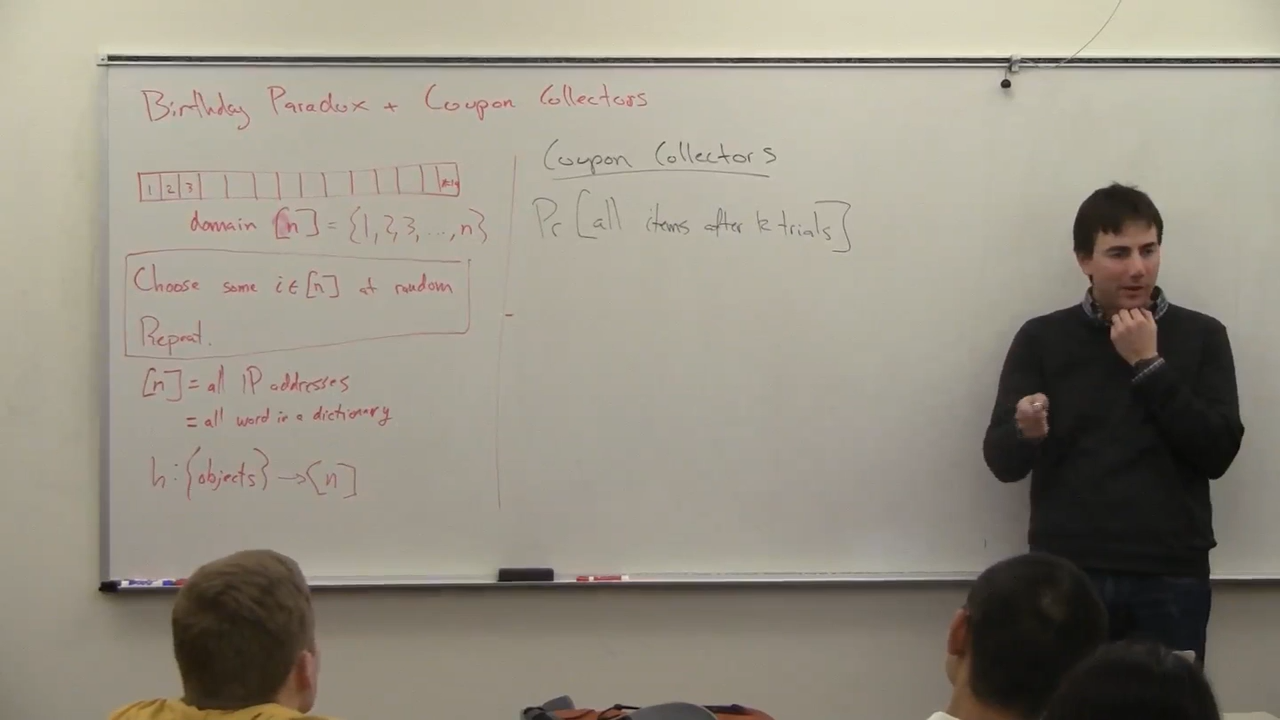 Birthday Paradox + Coupon Collectors
1 2 3
domain [n] = {1,2,3, ..., n}
Choose some i ∈ [n] at random
Repeat.
[n] = all IP addresses
= all word in a dictionary
h: {objects} → [n]
Coupon Collectors
Pr [all items after k trials]